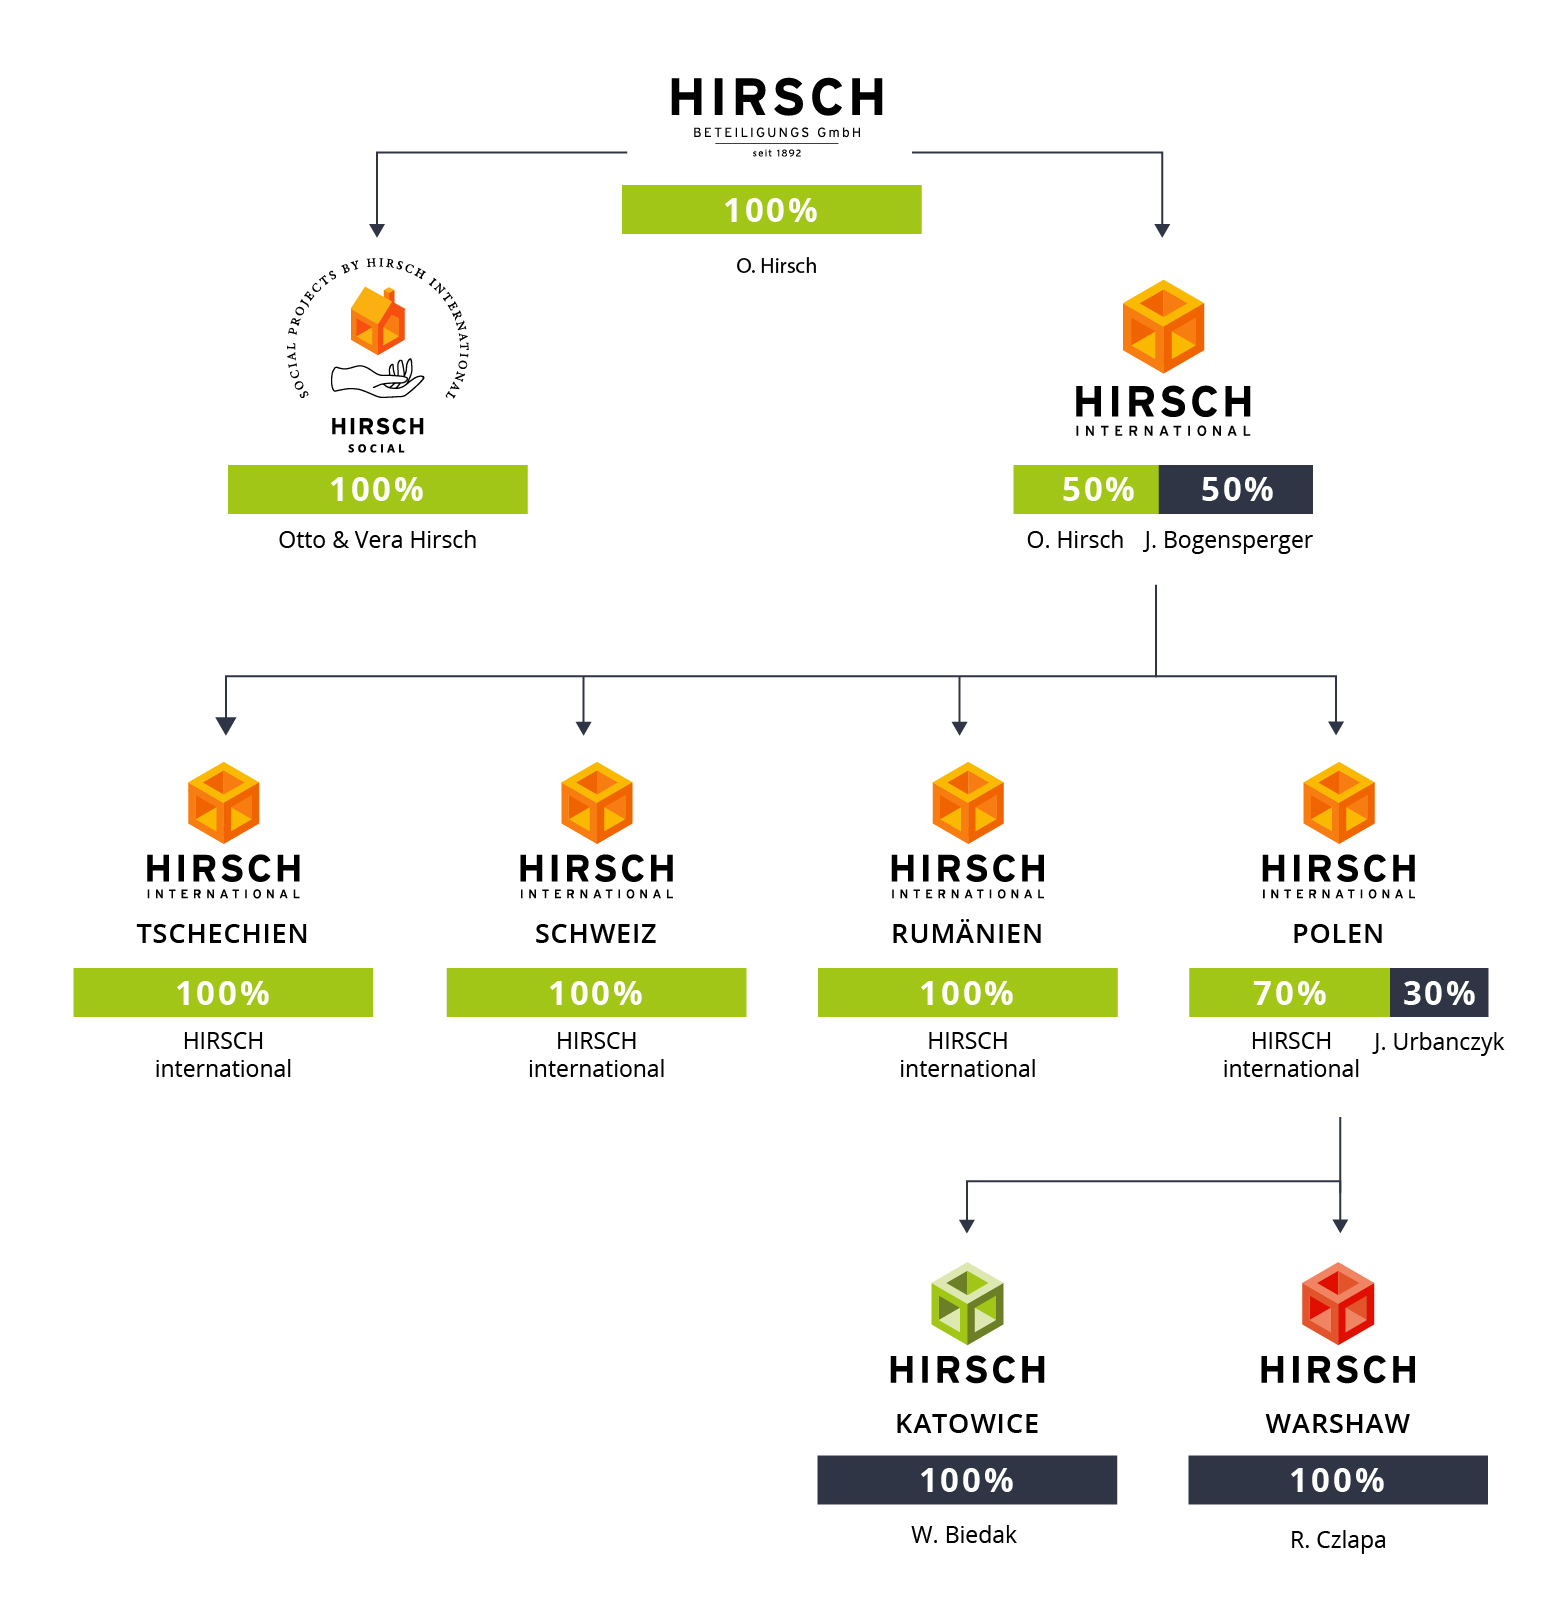 HIRSCH
BETEILIGUNGS GmbH
seit 1892
100%
O. Hirsch
SOCIAL PROJECTS BY HIRSCH INTERNATIONAL
HIRSCH
SOCIAL
100%
Otto & Vera Hirsch
HIRSCH
INTERNATIONAL
50% 50%
O. Hirsch J. Bogensperger
HIRSCH
INTERNATIONAL
TSCHECHIEN
100%
HIRSCH
international
HIRSCH
INTERNATIONAL
SCHWEIZ
100%
HIRSCH
international
HIRSCH
INTERNATIONAL
RUMÄNIEN
100%
HIRSCH
international
HIRSCH
INTERNATIONAL
POLEN
70% 30%
HIRSCH
international
J. Urbanczyk
HIRSCH
KATOWICE
100%
W. Biedak
HIRSCH
WARSHAW
100%
R. Czlapa